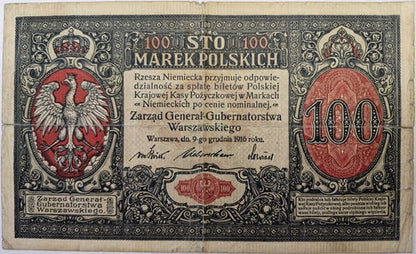 100 STO 100
MAREK POLSKICH
Rzesza Niemiecka przyjmuje odpowie-
dzialność za spłatę biletów Polskiej
Krajowej Kasy Pożyczkowej w Markach
Niemieckich po cenie nominalnej.
Zarząd General-Gubernatorstwa
Warszawskiego
Warszawa, dn. 9-go grudnia 1916 roku.
100 100
Zarząd General-
Gubernatorstwa
Warszawskiego.
100